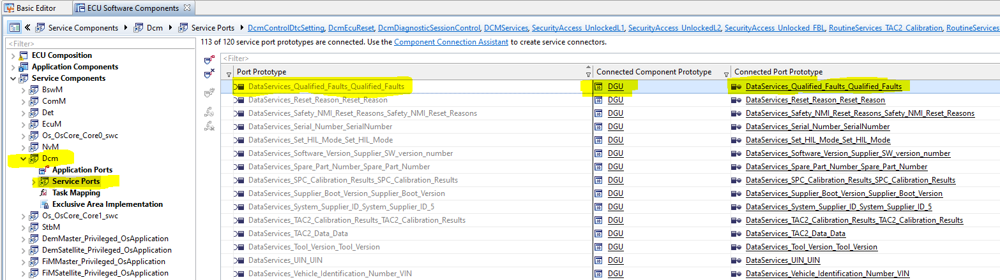 Basic Editor ECU Software Components
Service Components Dcm Service Ports DcmControlDtcSetting, DcmEcuReset, DcmDiagnosticSessionControl, DCMServices, SecurityAccess_UnlockedL1, SecurityAccess_UnlockedL2, SecurityAccess_Unlocked_FBL, RoutineServices_TAC2_Calibration, RoutineServices
<Filter>
ECU Composition
Application Components
Service Components
BswM
ComM
Det
EcuM
Os_OsCore_Core0_swc
NvM
Dcm
Application Ports
Service Ports
Task Mapping
Exclusive Area Implementation
Os_OsCore_Core1_swc
StbM
DemMaster_Privileged_OsApplication
DemSatellite_Privileged_OsApplication
FiMMaster_Privileged_OsApplication
FiMSatellite_Privileged_OsApplication
113 of 120 service port prototypes are connected. Use the Component Connection Assistant to create service connectors.
<Filter>
Port Prototype Connected Component Prototype Connected Port Prototype
DataServices_Qualified_Faults_Qualified_Faults DGU DataServices_Qualified_Faults_Qualified_Faults
DataServices_Reset_Reason_Reset_Reason DGU DataServices_Reset_Reason_Reset_Reason
DataServices_Safety_NMI_Reset_Reasons_Safety_NMI_Reset_Reasons DGU DataServices_Safety_NMI_Reset_Reasons_Safety_NMI_Reset_Reasons
DataServices_Serial_Number_SerialNumber DGU DataServices_Serial_Number_SerialNumber
DataServices_Set_HIL_Mode_Set_HIL_Mode DGU DataServices_Set_HIL_Mode_Set_HIL_Mode
DataServices_Software_Version_Supplier_SW_version_number DGU DataServices_Software_Version_Supplier_SW_version_number
DataServices_Spare_Part_Number_Spare_Part_Number DGU DataServices_Spare_Part_Number_Spare_Part_Number
DataServices_SPC_Calibration_Results_SPC_Calibration_Results DGU DataServices_SPC_Calibration_Results_SPC_Calibration_Results
DataServices_Supplier_Boot_Version_Supplier_Boot_Version DGU DataServices_Supplier_Boot_Version_Supplier_Boot_Version
DataServices_System_Supplier_ID_System_Supplier_ID_5 DGU DataServices_System_Supplier_ID_System_Supplier_ID_5
DataServices_TAC2_Calibration_Results_TAC2_Calibration_Results DGU DataServices_TAC2_Calibration_Results_TAC2_Calibration_Results
DataServices_TAC2_Data_Data DGU DataServices_TAC2_Data_Data
DataServices_Tool_Version_Tool_Version DGU DataServices_Tool_Version_Tool_Version
DataServices_UIN_UIN DGU DataServices_UIN_UIN
DataServices_Vehicle_Identification_Number_VIN DGU DataServices_Vehicle_Identification_Number_VIN